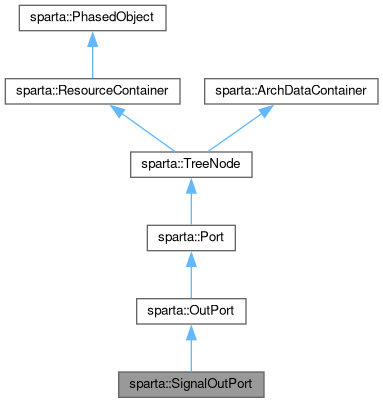 sparta::PhasedObject
sparta::ResourceContainer
sparta::ArchDataContainer
sparta::TreeNode
sparta::Port
sparta::OutPort
sparta::SignalOutPort